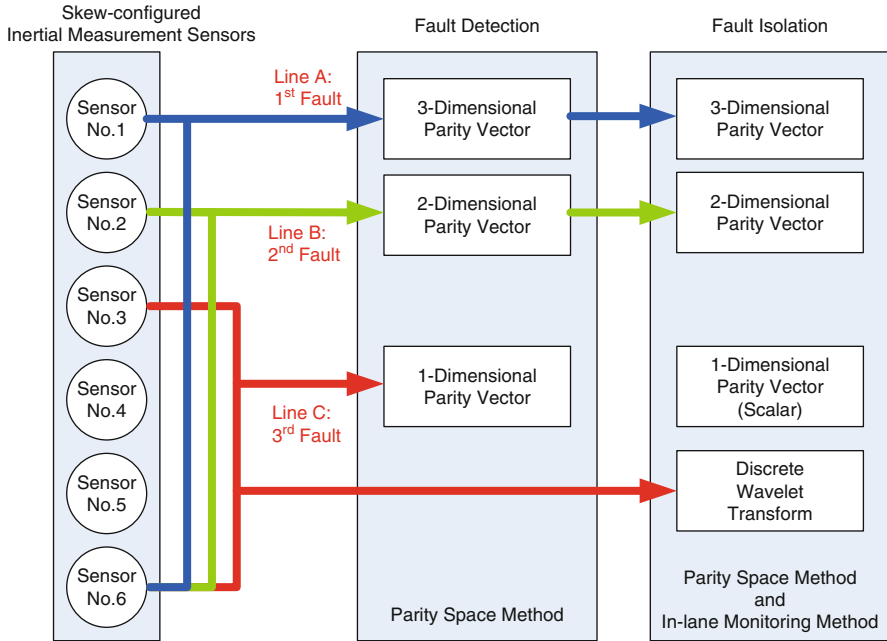 Skew-configured
Inertial Measurement Sensors
Sensor
No.1
Sensor
No.2
Sensor
No.3
Sensor
No.4
Sensor
No.5
Sensor
No.6
Line A:
1st Fault
Line B:
2nd Fault
Line C:
3rd Fault
Fault Detection
3-Dimensional
Parity Vector
2-Dimensional
Parity Vector
1-Dimensional
Parity Vector
Parity Space Method
Fault Isolation
3-Dimensional
Parity Vector
2-Dimensional
Parity Vector
1-Dimensional
Parity Vector
(Scalar)
Discrete
Wavelet
Transform
Parity Space Method
and
In-lane Monitoring Method